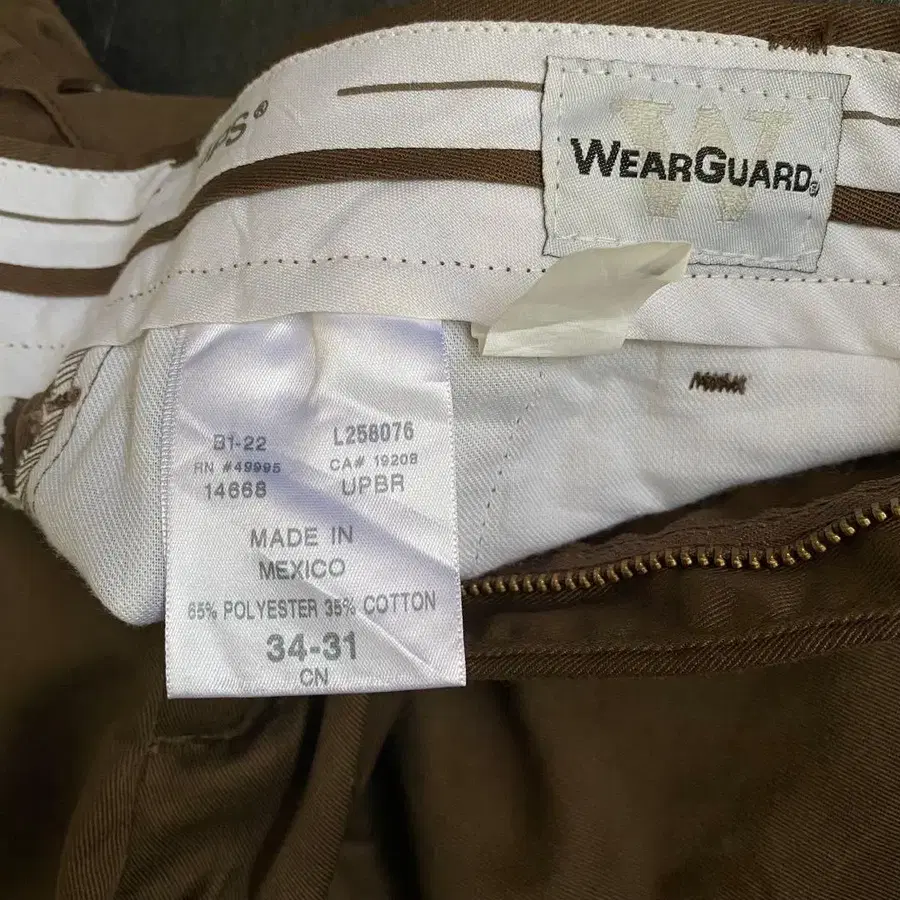 WEARGUARD®
B1-22 L258076
RN #49995 CA# 19208
14668 UPBR
MADE IN
MEXICO
65% POLYESTER 35% COTTON
34-31
CN